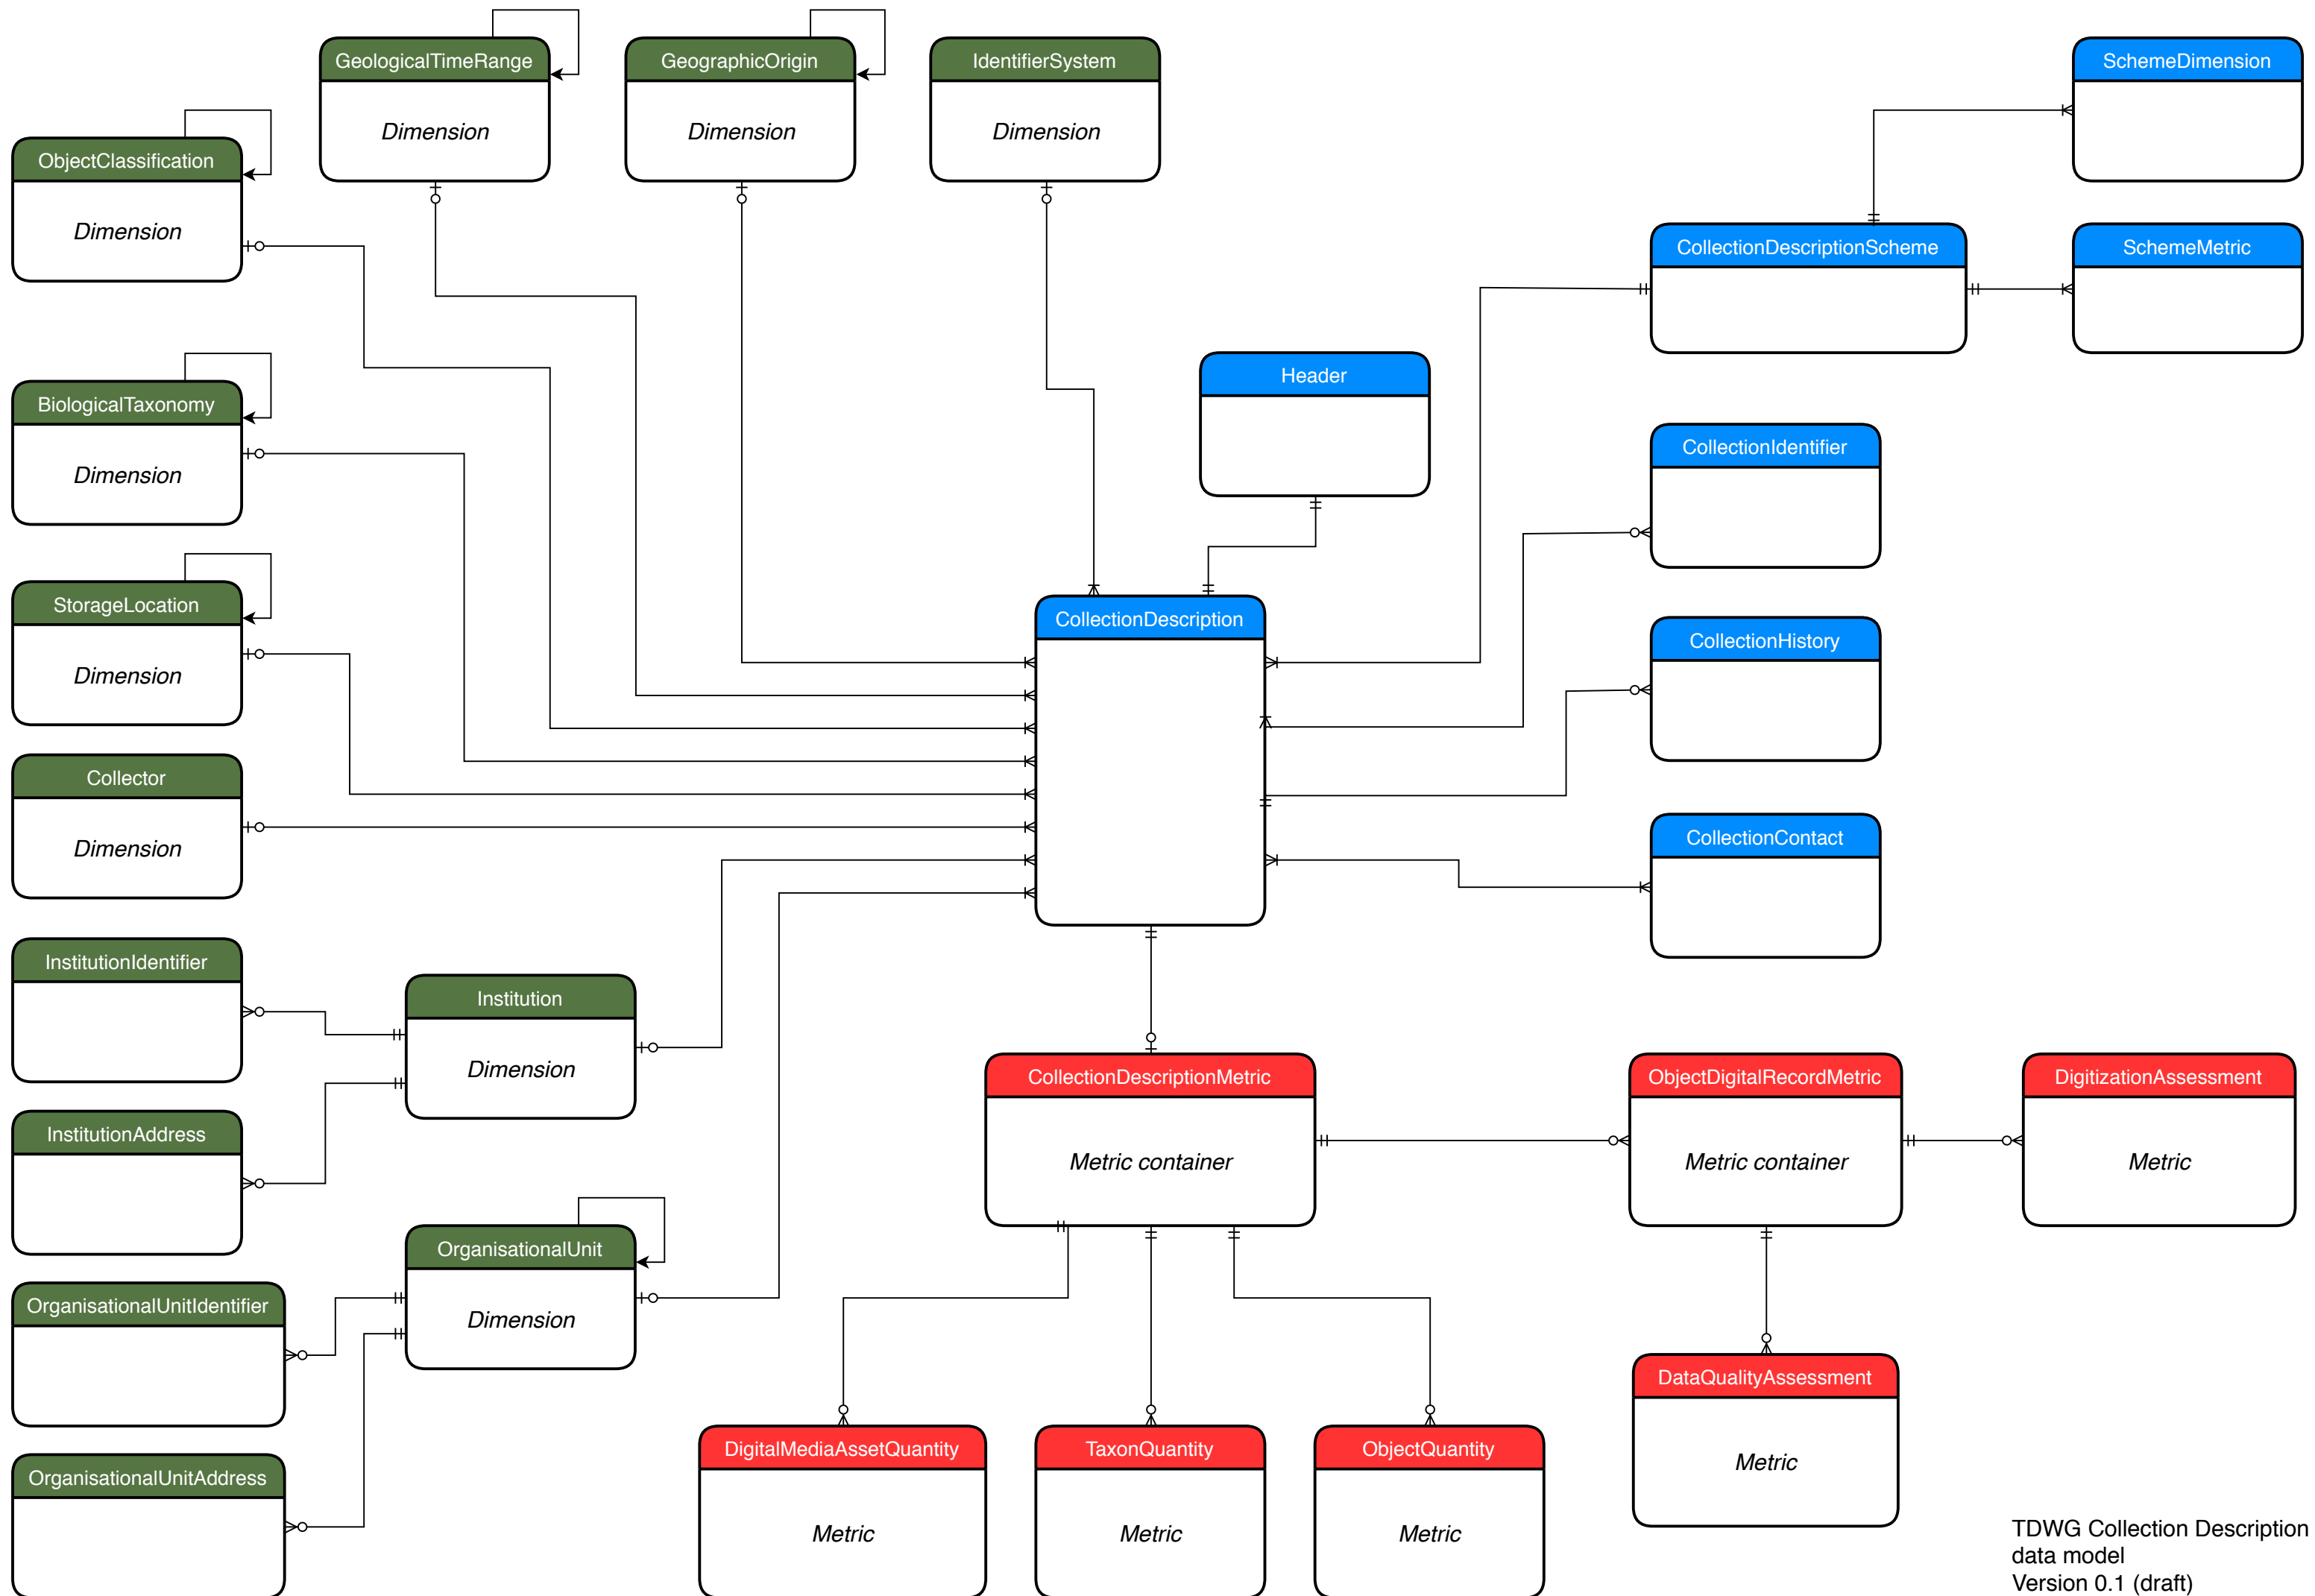 GeologicalTimeRange
Dimension
GeographicOrigin
Dimension
IdentifierSystem
Dimension
SchemeDimension
ObjectClassification
Dimension
CollectionDescriptionScheme
SchemeMetric
Header
BiologicalTaxonomy
Dimension
CollectionIdentifier
StorageLocation
Dimension
CollectionDescription
CollectionHistory
Collector
Dimension
CollectionContact
InstitutionIdentifier
Institution
Dimension
InstitutionAddress
CollectionDescriptionMetric
Metric container
ObjectDigitalRecordMetric
Metric container
DigitizationAssessment
Metric
OrganisationalUnit
Dimension
OrganisationalUnitIdentifier
OrganisationalUnitAddress
DataQualityAssessment
Metric
DigitalMediaAssetQuantity
Metric
TaxonQuantity
Metric
ObjectQuantity
Metric
TDWG Collection Description
data model
Version 0.1 (draft)